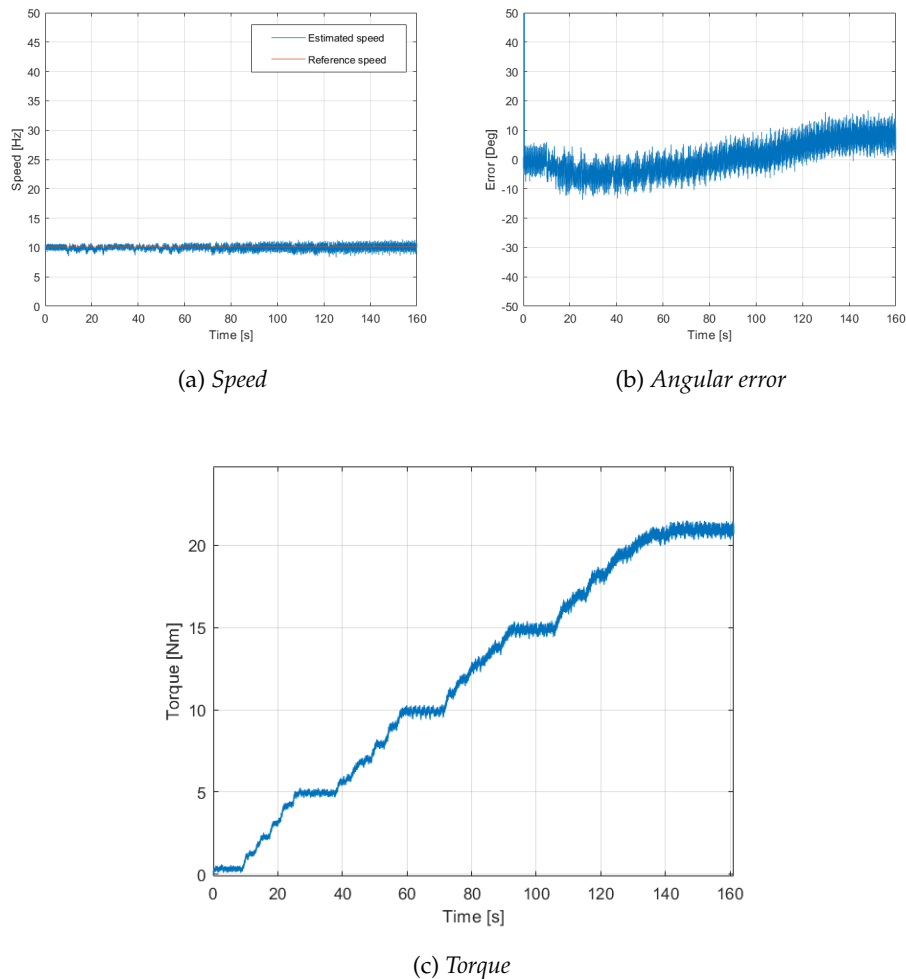 50
45
40
35
30
25
20
15
10
5
0
Speed [Hz]
Estimated speed
Reference speed
0 20 40 60 80 100 120 140 160
Time [s]
(a) Speed
50
40
30
20
10
0
-10
-20
-30
-40
-50
Error [Deg]
0 20 40 60 80 100 120 140 160
Time [s]
(b) Angular error
20
15
10
5
0
Torque [Nm]
0 20 40 60 80 100 120 140 160
Time [s]
(c) Torque